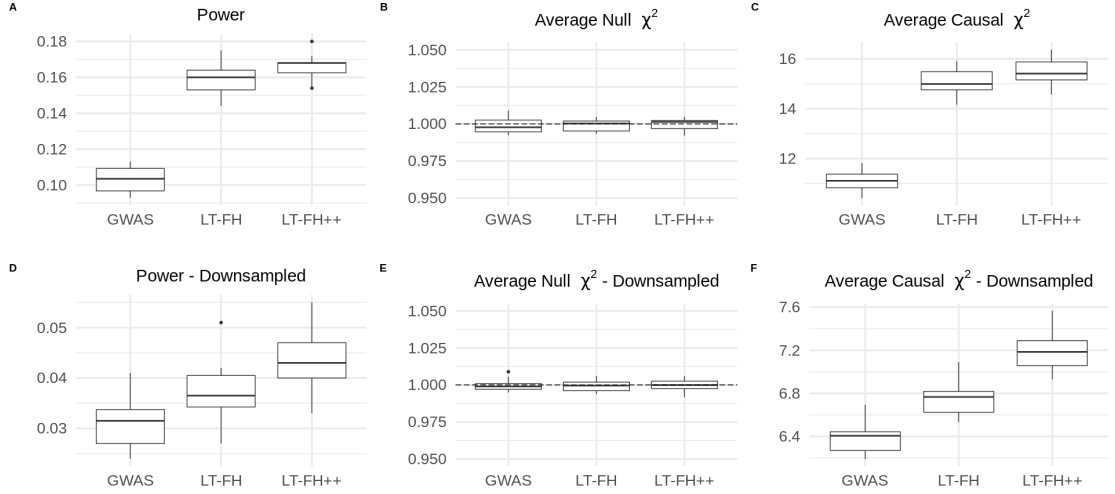 A
Power
0.18
0.16
0.14
0.12
0.10
GWAS LT-FH LT-FH++
B
Average Null χ²
1.050
1.025
1.000
0.975
0.950
GWAS LT-FH LT-FH++
C
Average Causal χ²
16
14
12
GWAS LT-FH LT-FH++
D
Power - Downsampled
0.05
0.04
0.03
GWAS LT-FH LT-FH++
E
Average Null χ² - Downsampled
1.050
1.025
1.000
0.975
0.950
GWAS LT-FH LT-FH++
F
Average Causal χ² - Downsampled
7.6
7.2
6.8
6.4
GWAS LT-FH LT-FH++